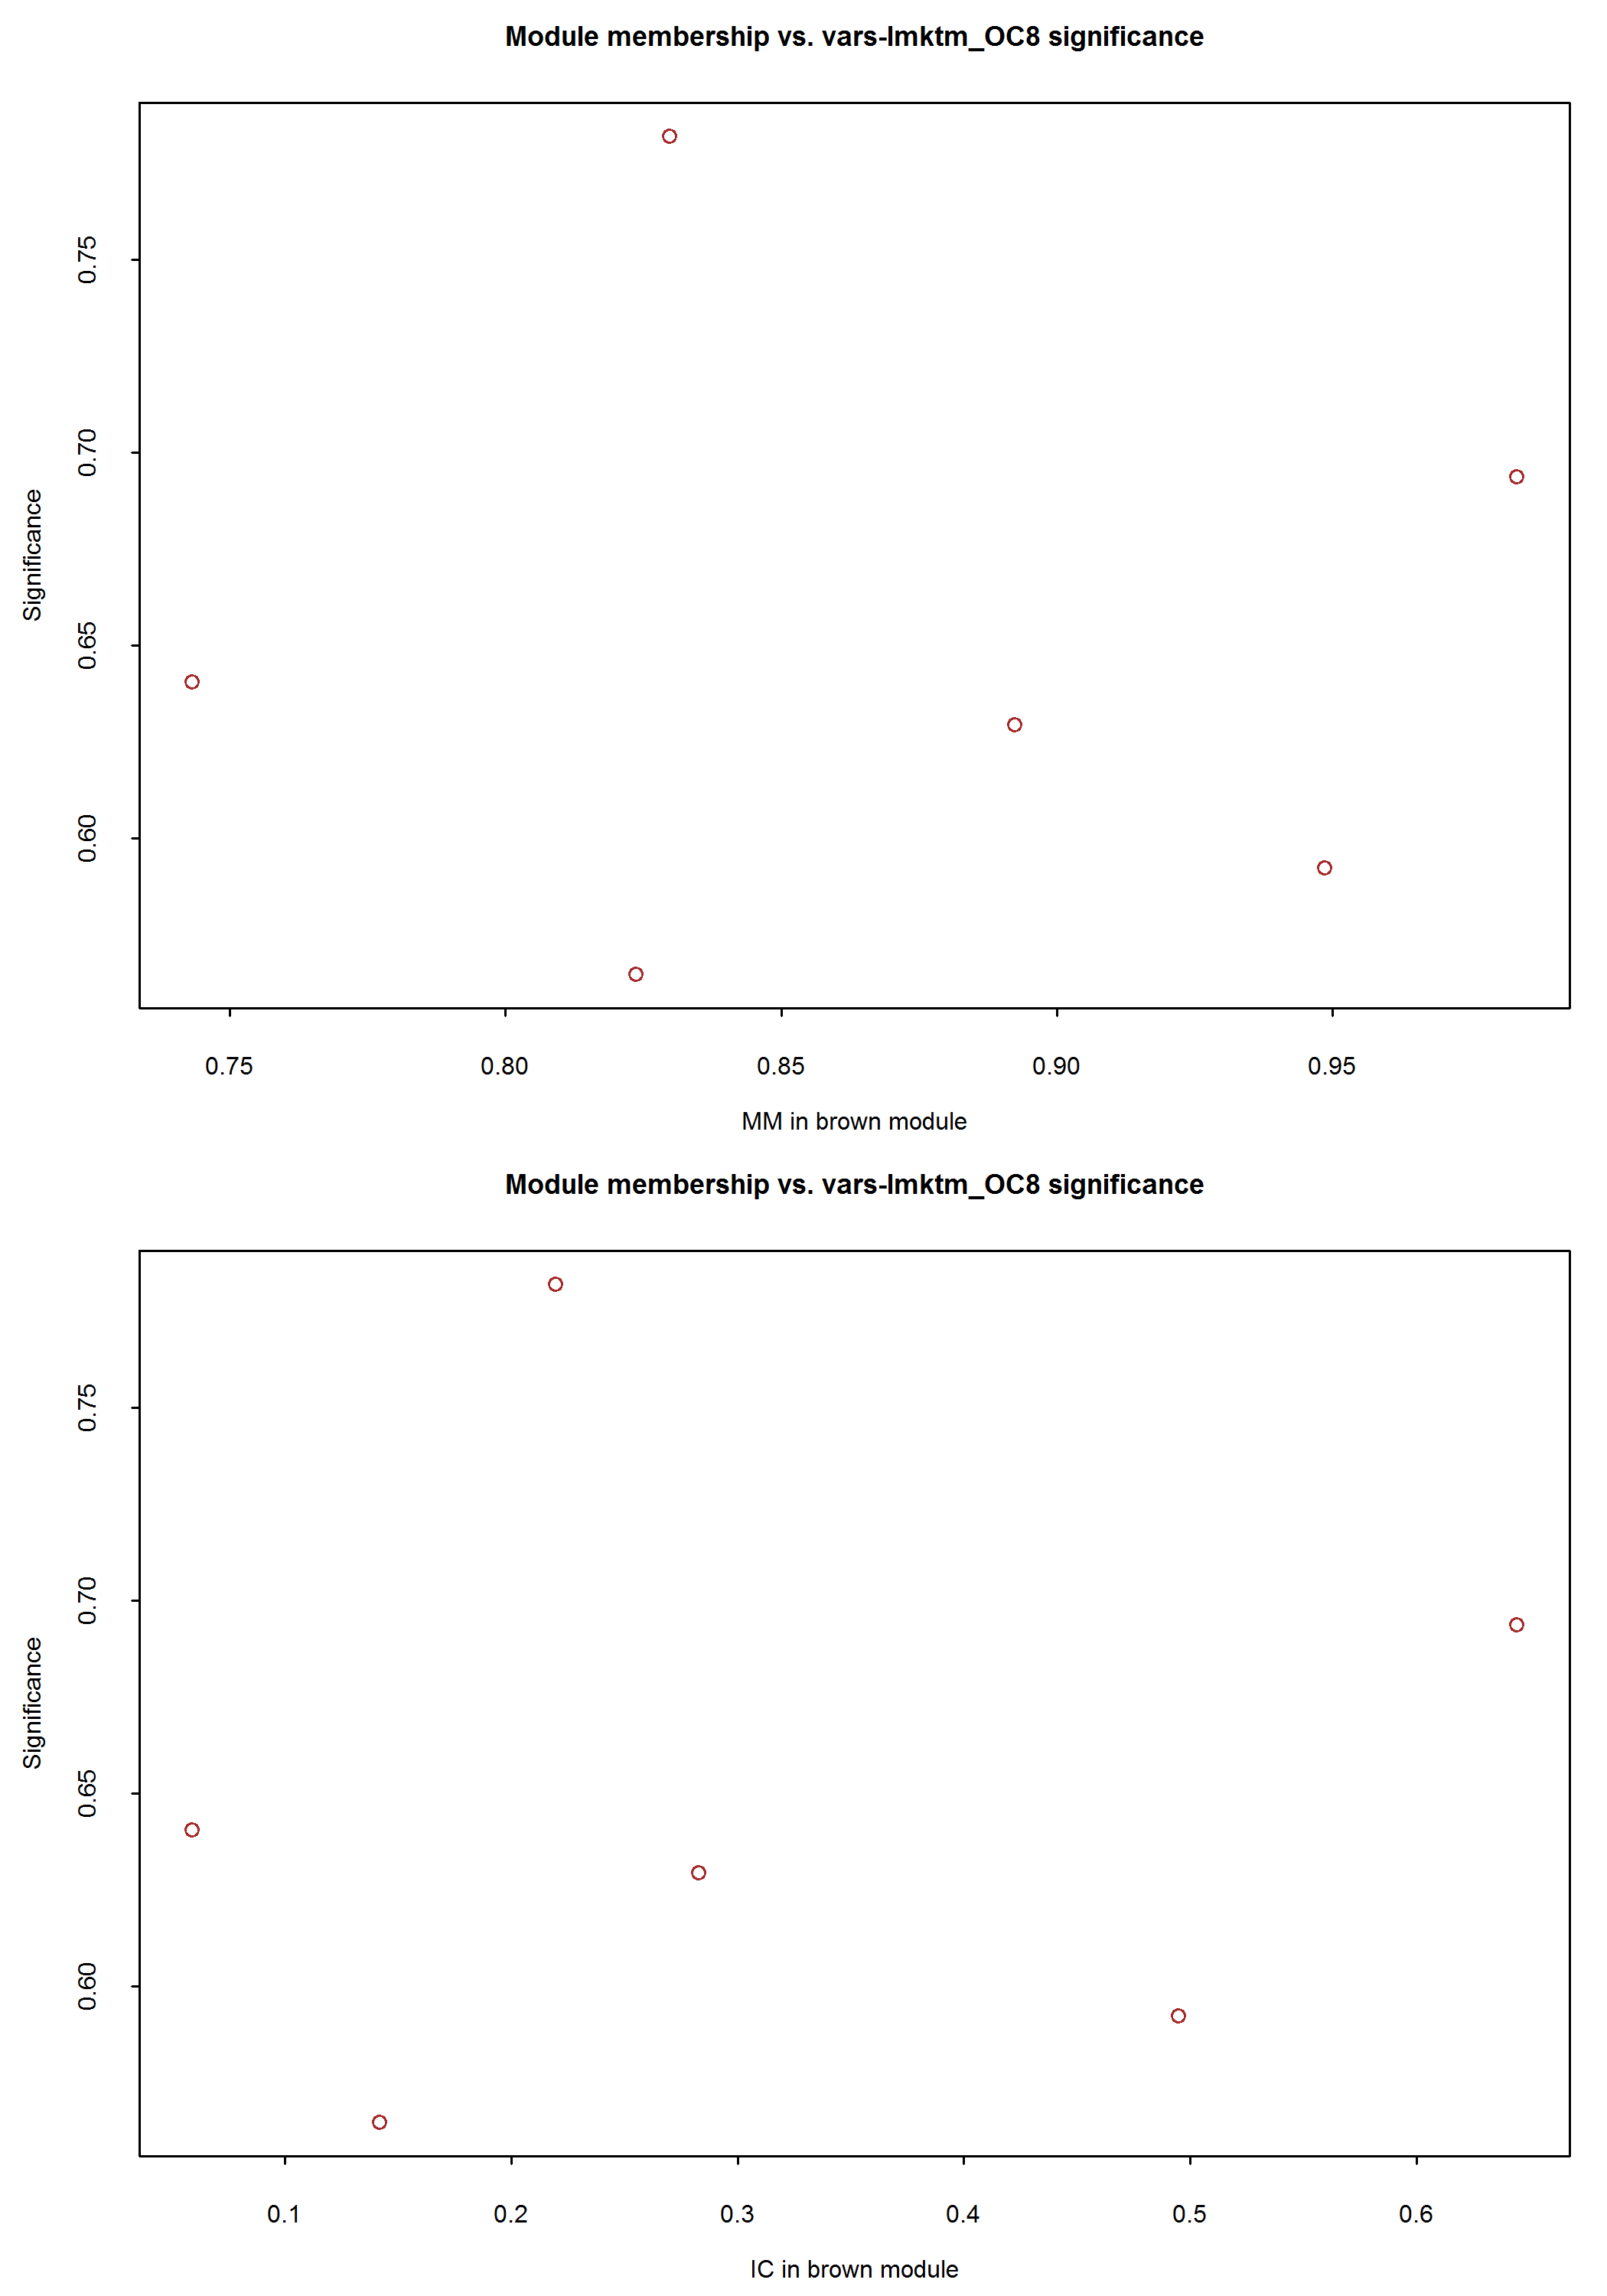 Module membership vs. vars-lmktm_OC8 significance
Significance
0.75
0.70
0.65
0.60
0.75 0.80 0.85 0.90 0.95
MM in brown module
Module membership vs. vars-lmktm_OC8 significance
Significance
0.75
0.70
0.65
0.60
0.1 0.2 0.3 0.4 0.5 0.6
IC in brown module